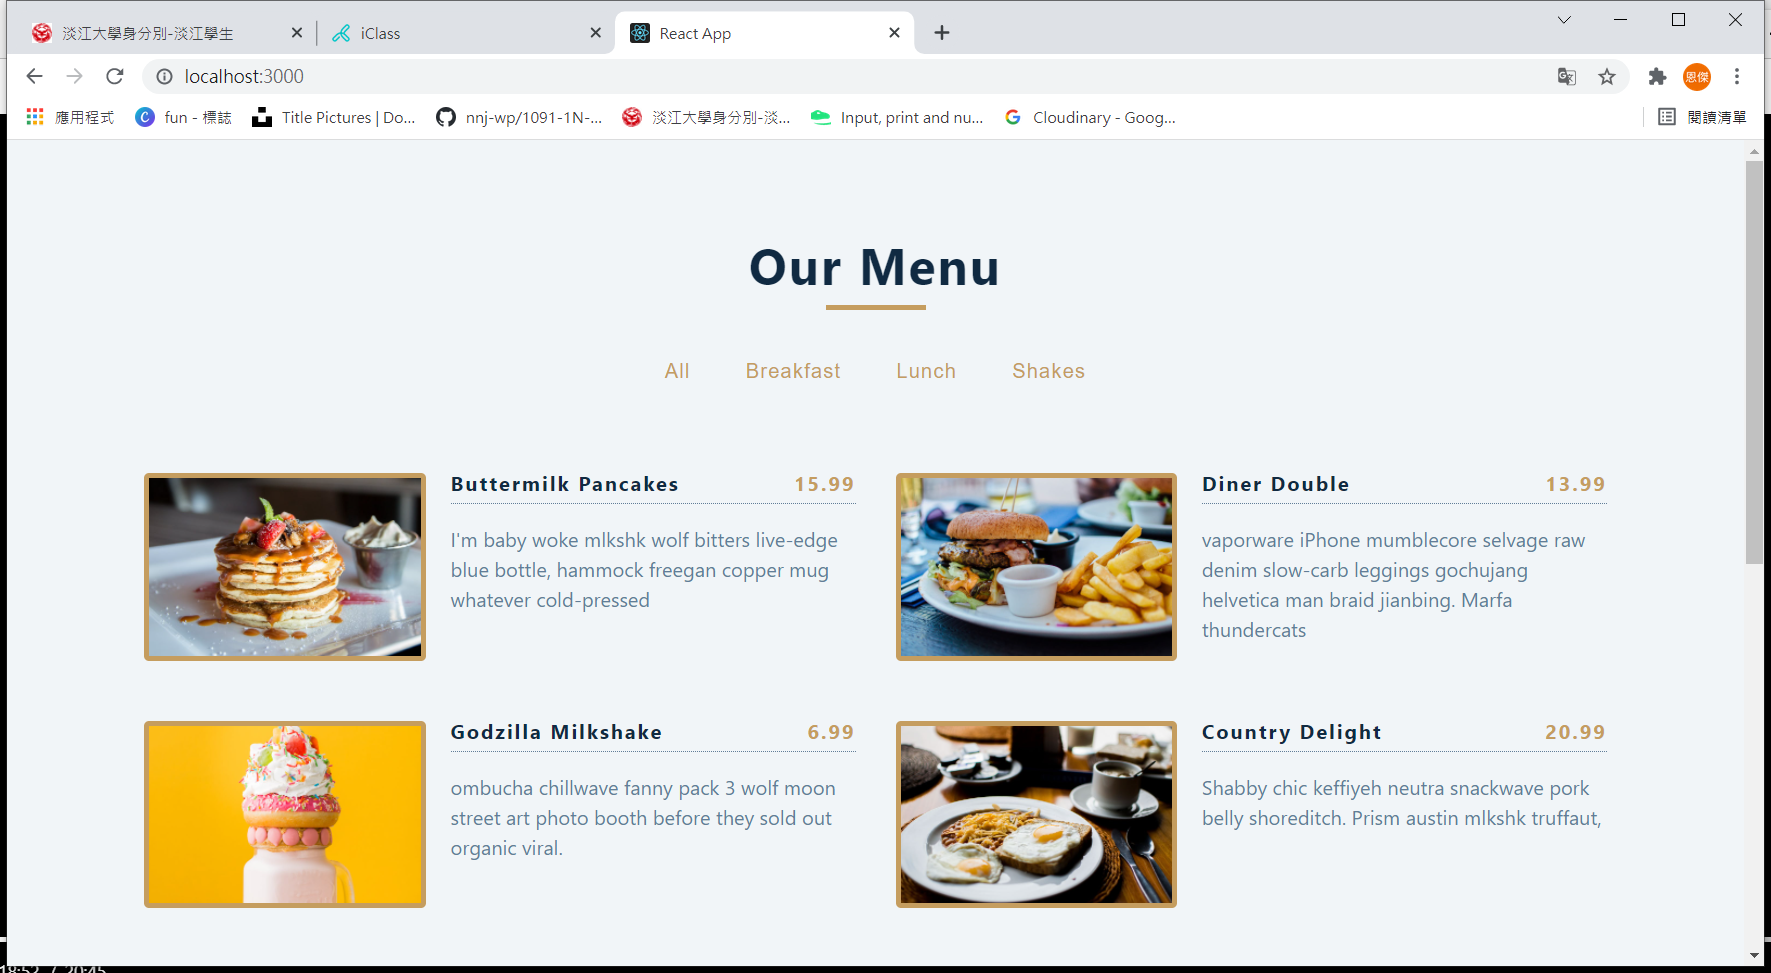 淡江大學身分別-淡江學生
iClass
React App
localhost:3000
恩傑
應用程式
fun - 標誌
Title Pictures | Do...
nnj-wp/1091-1N-...
淡江大學身分別-淡...
Input, print and nu...
Cloudinary - Goog...
閱讀清單
Our Menu
All
Breakfast
Lunch
Shakes
Buttermilk Pancakes 15.99
I'm baby woke mlkshk wolf bitters live-edge
blue bottle, hammock freegan copper mug
whatever cold-pressed
Diner Double 13.99
vaporware iPhone mumblecore selvage raw
denim slow-carb leggings gochujang
helvetica man braid jianbing. Marfa
thundercats
Godzilla Milkshake 6.99
ombucha chillwave fanny pack 3 wolf moon
street art photo booth before they sold out
organic viral.
Country Delight 20.99
Shabby chic keffiyeh neutra snackwave pork
belly shoreditch. Prism austin mlkshk truffaut,
18:52 / 20:45